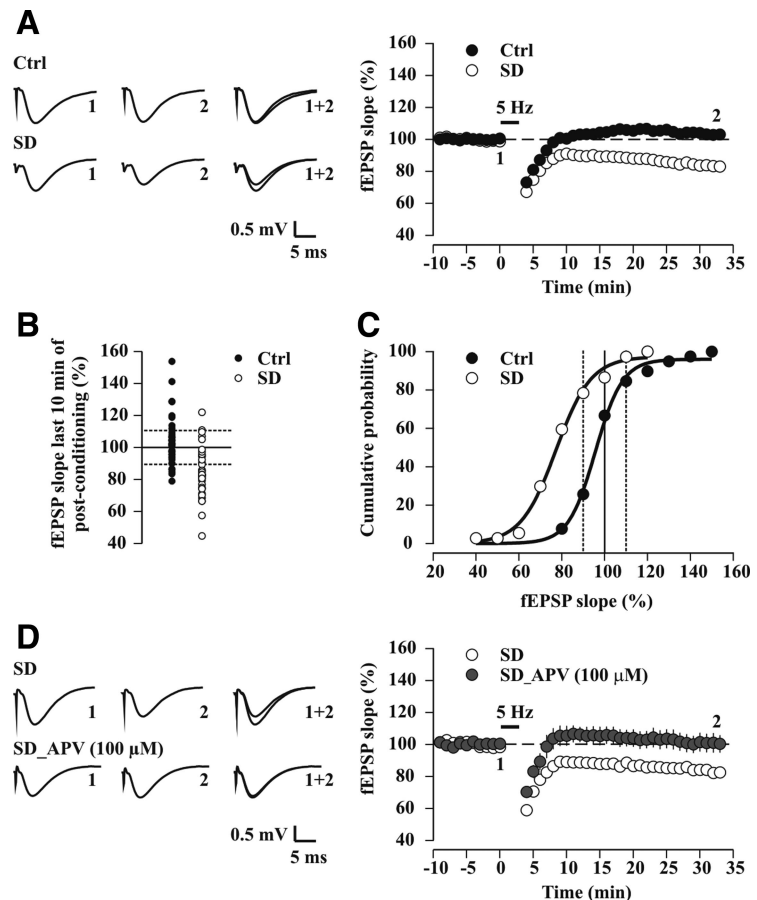 A
Ctrl
1 2 1+2
SD
1 2 1+2
0.5 mV
5 ms
fEPSP slope (%)
160
140
120
100
80
60
40
Ctrl
SD
5 Hz
1
2
-10 -5 0 5 10 15 20 25 30 35
Time (min)
B
fEPSP slope last 10 min of
post-conditioning (%)
160
140
120
100
80
60
40
Ctrl
SD
C
Cumulative probability
100
80
60
40
20
0
Ctrl
SD
20 40 60 80 100 120 140 160
fEPSP slope (%)
D
SD
1 2 1+2
SD_APV (100 µM)
1 2 1+2
0.5 mV
5 ms
fEPSP slope (%)
160
140
120
100
80
60
40
SD
SD_APV (100 µM)
5 Hz
1
2
-10 -5 0 5 10 15 20 25 30 35
Time (min)